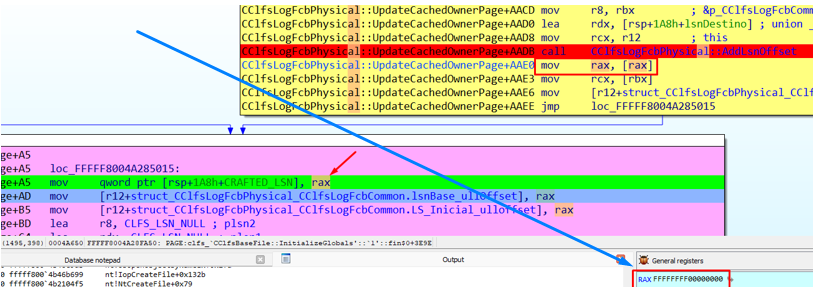 CClfsLogFcbPhysical::UpdateCachedOwnerPage+AACD mov r8, rbx ; &p_CClfsLogFcbCom
CClfsLogFcbPhysical::UpdateCachedOwnerPage+AAD0 lea rdx, [rsp+1A8h+lsnDestino] ; union _
CClfsLogFcbPhysical::UpdateCachedOwnerPage+AAD8 mov rcx, r12 ; this
CClfsLogFcbPhysical::UpdateCachedOwnerPage+AADB call CClfsLogFcbPhysical::AddLsnOffset
CClfsLogFcbPhysical::UpdateCachedOwnerPage+AAE0 mov rax, [rax]
CClfsLogFcbPhysical::UpdateCachedOwnerPage+AAE3 mov rcx, [rbx]
CClfsLogFcbPhysical::UpdateCachedOwnerPage+AAE6 mov [r12+struct_CClfsLogFcbPhysical_CClf
CClfsLogFcbPhysical::UpdateCachedOwnerPage+AAEE jmp loc_FFFFF8004A285015
ge+A5
ge+A5 loc_FFFFF8004A285015:
ge+A5 mov qword ptr [rsp+1A8h+CRAFTED_LSN], rax
ge+AD mov [r12+struct_CClfsLogFcbPhysical_CClfsLogFcbCommon.lsnBase_ullOffset], rax
ge+B5 mov [r12+struct_CClfsLogFcbPhysical_CClfsLogFcbCommon.LS_Inicial_ulloffset], rax
ge+BD lea r8, CLFS_LSN_NULL ; plsn2
(1495,398) 0004A650 FFFFF8004A28FA50: PAGE:clfs_`CClfsBaseFile::InitializeGlobals'::`1'::fin$0+3E9E
Database notepad Output General registers
0 fffff800`4b46b699 nt!IopCreateFile+0x132b
0 fffff800`4b2104f5 nt!NtCreateFile+0x79
RAX FFFFFFFF00000000